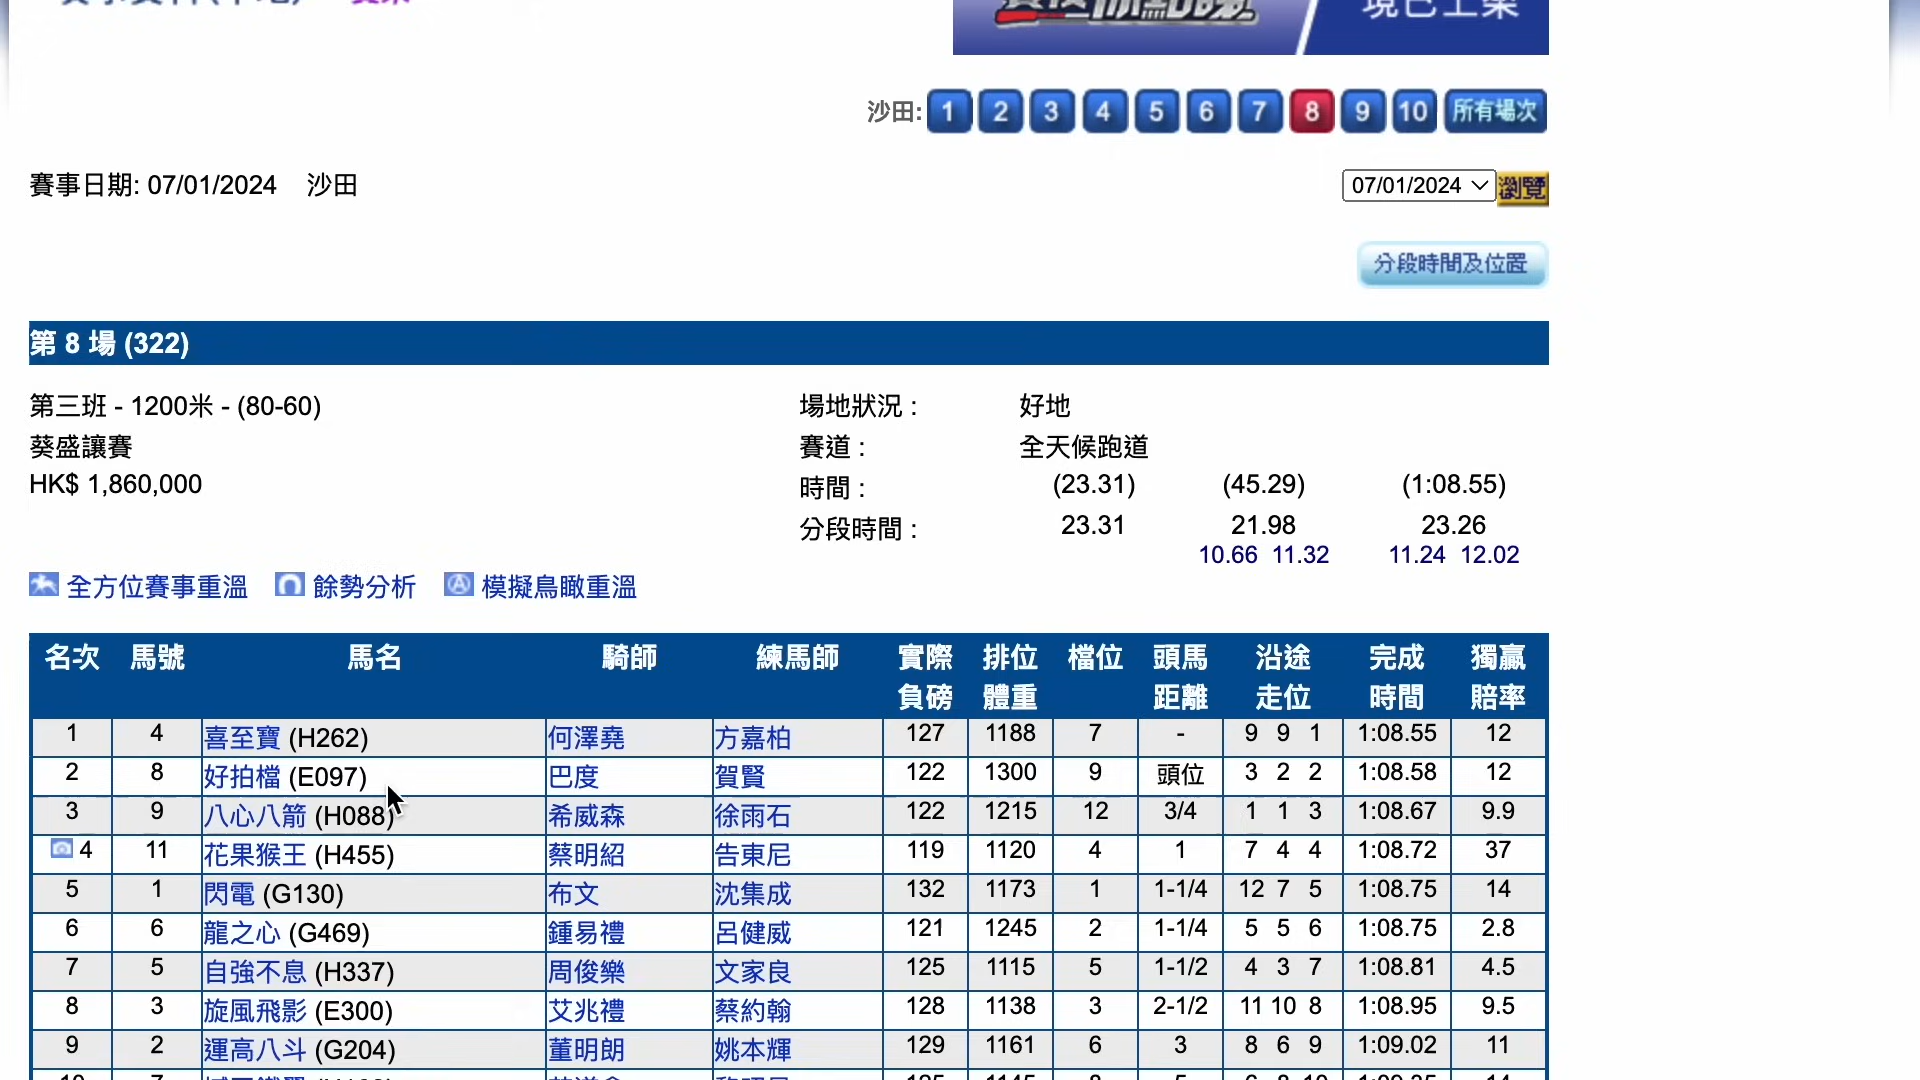 現已上架
沙田: 1 2 3 4 5 6 7 8 9 10 所有場次
賽事日期: 07/01/2024 沙田
07/01/2024 瀏覽
分段時間及位置
第 8 場 (322)
第三班 - 1200米 - (80-60) 場地狀況 : 好地
葵盛讓賽 賽道 : 全天候跑道
HK$ 1,860,000 時間 : (23.31) (45.29) (1:08.55)
分段時間 : 23.31 21.98 23.26
10.66 11.32 11.24 12.02
全方位賽事重溫 餘勢分析 模擬鳥瞰重溫
名次 馬號 馬名 騎師 練馬師 實際負磅 排位體重 檔位 頭馬距離 沿途走位 完成時間 獨贏賠率
1 4 喜至寶 (H262) 何澤堯 方嘉柏 127 1188 7 - 9 9 1 1:08.55 12
2 8 好拍檔 (E097) 巴度 賀賢 122 1300 9 頭位 3 2 2 1:08.58 12
3 9 八心八箭 (H088) 希威森 徐雨石 122 1215 12 3/4 1 1 3 1:08.67 9.9
4 11 花果猴王 (H455) 蔡明紹 告東尼 119 1120 4 1 7 4 4 1:08.72 37
5 1 閃電 (G130) 布文 沈集成 132 1173 1 1-1/4 12 7 5 1:08.75 14
6 6 龍之心 (G469) 鍾易禮 呂健威 121 1245 2 1-1/4 5 5 6 1:08.75 2.8
7 5 自強不息 (H337) 周俊樂 文家良 125 1115 5 1-1/2 4 3 7 1:08.81 4.5
8 3 旋風飛影 (E300) 艾兆禮 蔡約翰 128 1138 3 2-1/2 11 10 8 1:08.95 9.5
9 2 運高八斗 (G204) 董明朗 姚本輝 129 1161 6 3 8 6 9 1:09.02 11